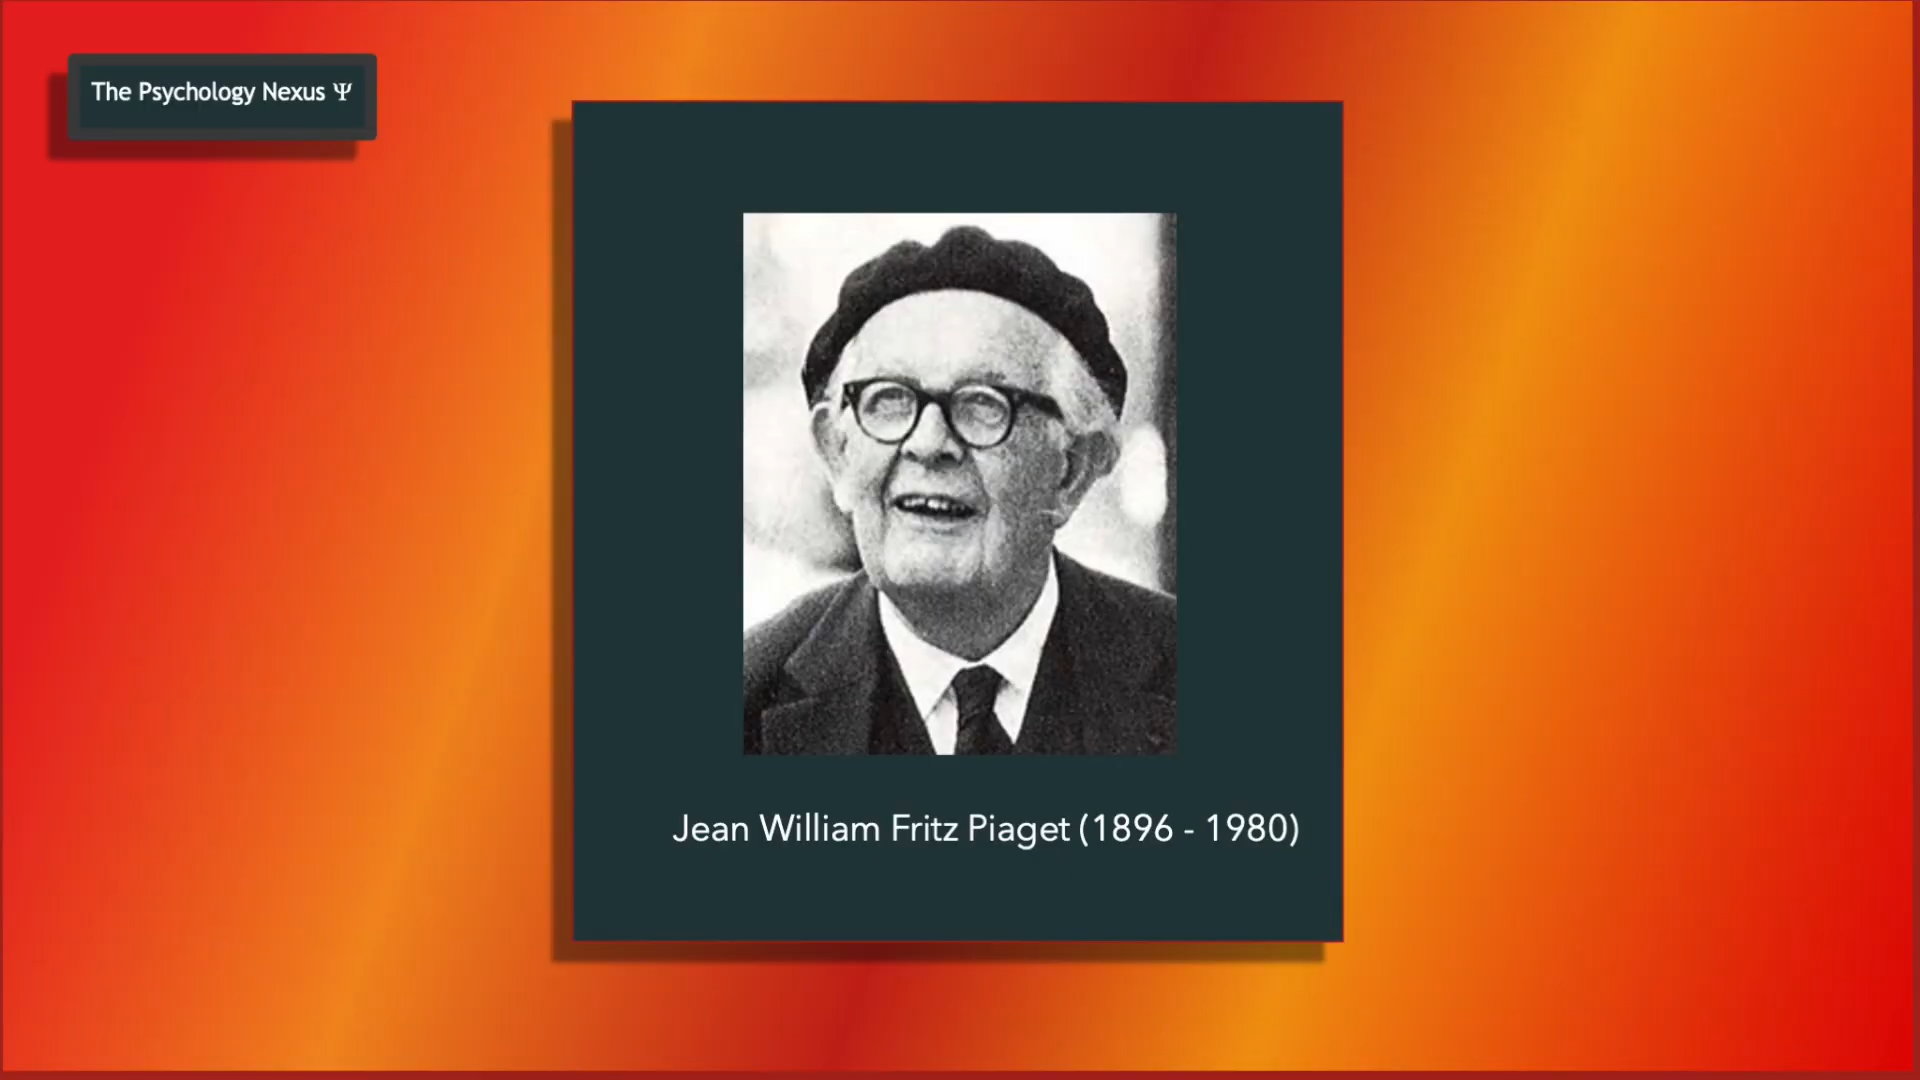 The Psychology Nexus Ψ
Jean William Fritz Piaget (1896 - 1980)